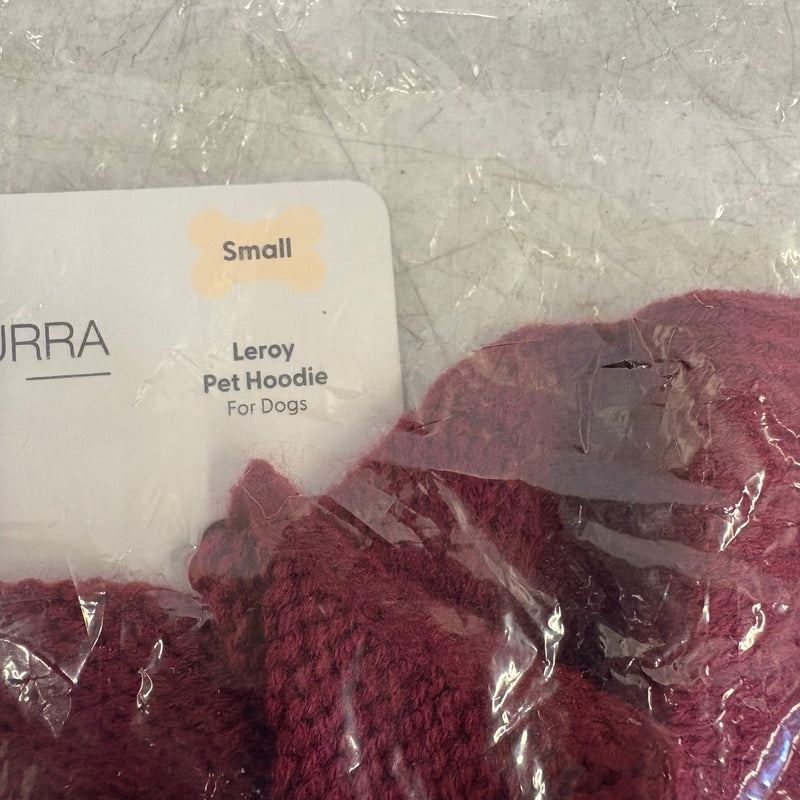 Small
URRA
Leroy
Pet Hoodie
For Dogs